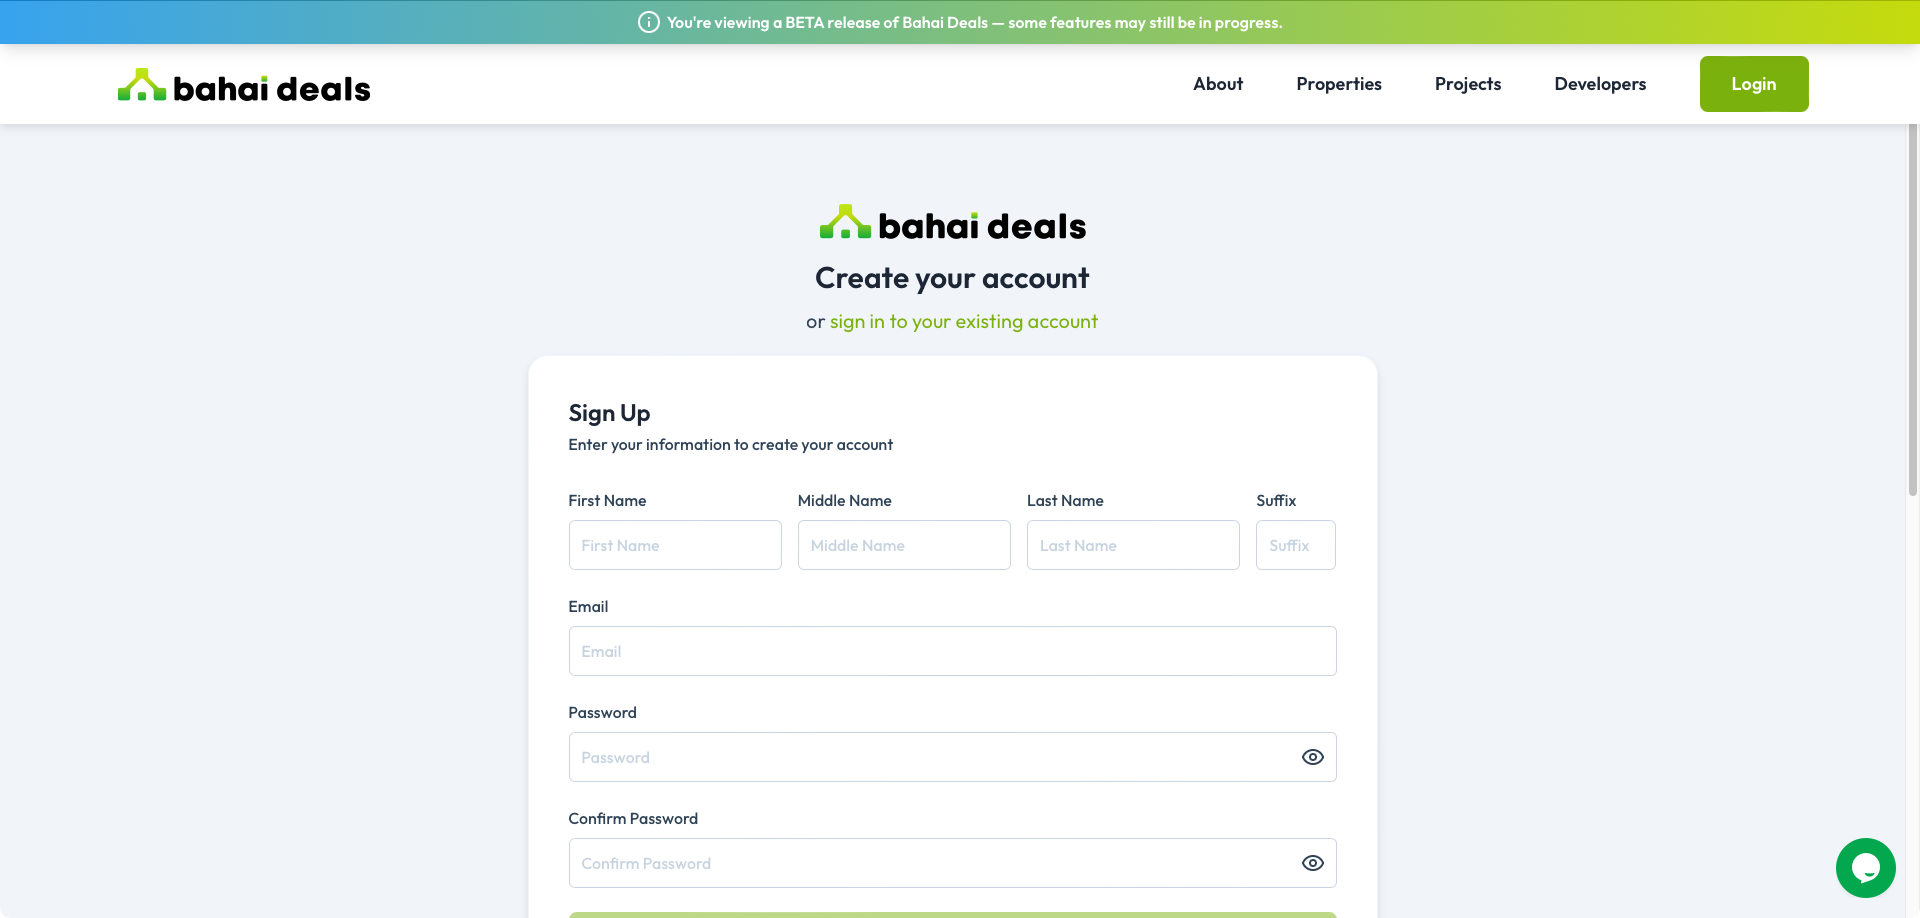 You're viewing a BETA release of Bahai Deals — some features may still be in progress.
bahai deals
About Properties Projects Developers Login
bahai deals
Create your account
or sign in to your existing account
Sign Up
Enter your information to create your account
First Name Middle Name Last Name Suffix
First Name Middle Name Last Name Suffix
Email
Email
Password
Password
Confirm Password
Confirm Password